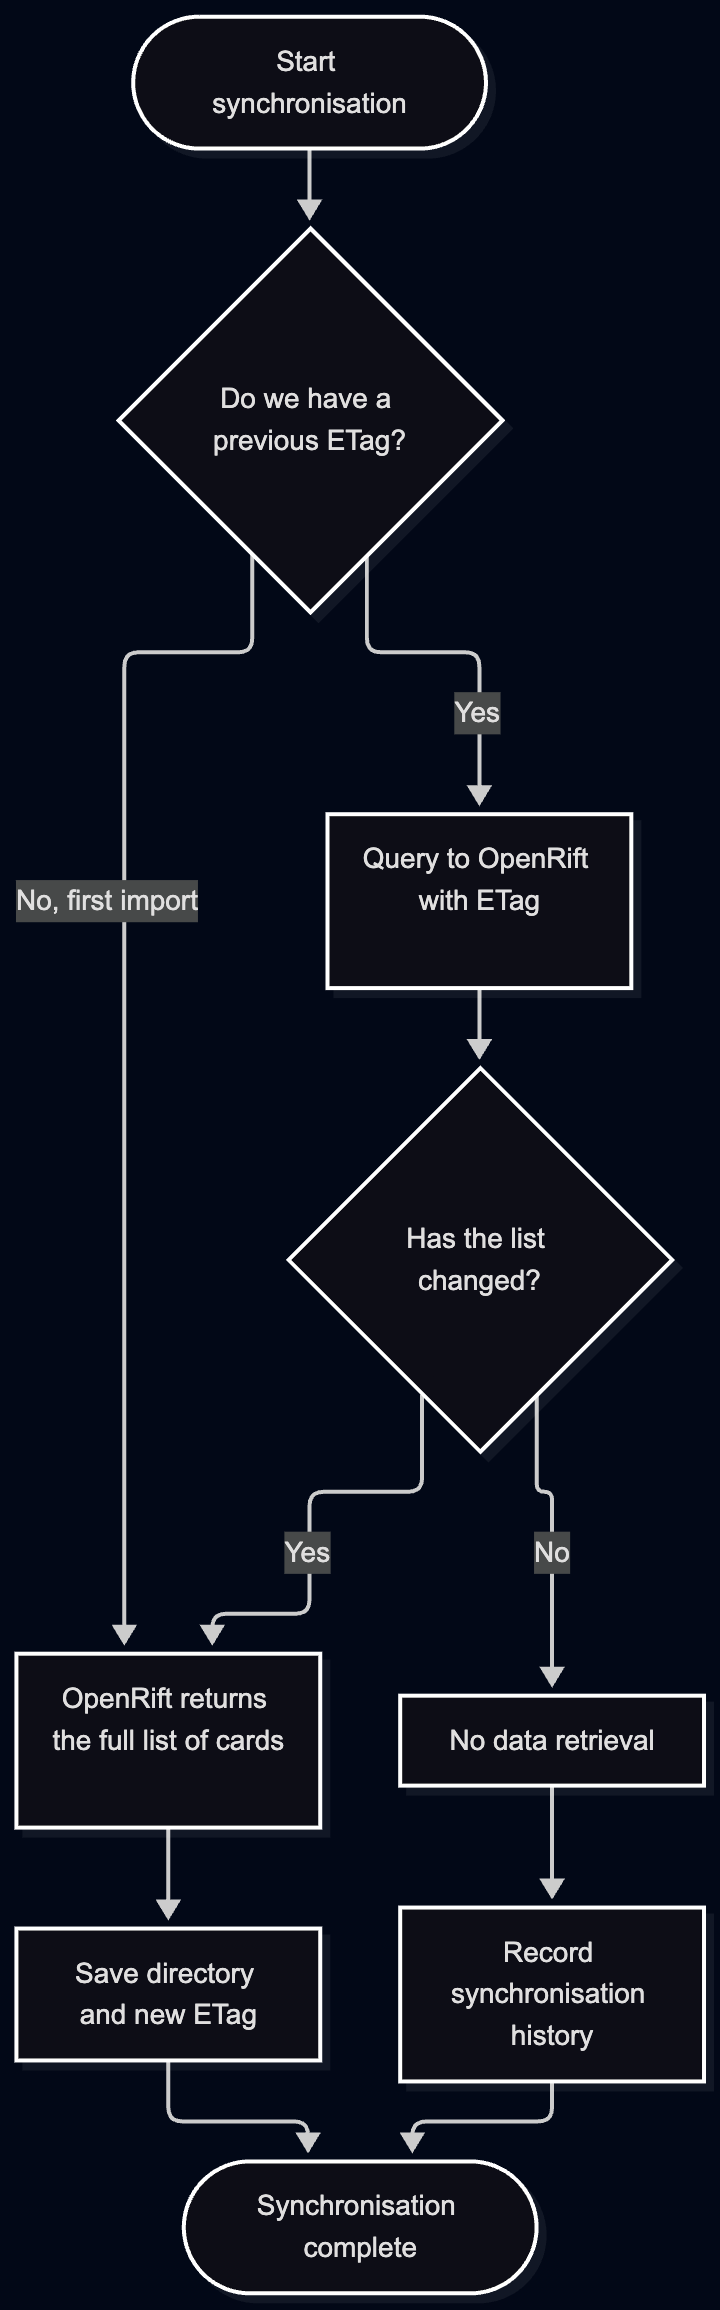 Start
synchronisation
Do we have a
previous ETag?
Yes
No, first import
Query to OpenRift
with ETag
Has the list
changed?
Yes
No
OpenRift returns
the full list of cards
No data retrieval
Save directory
and new ETag
Record
synchronisation
history
Synchronisation
complete